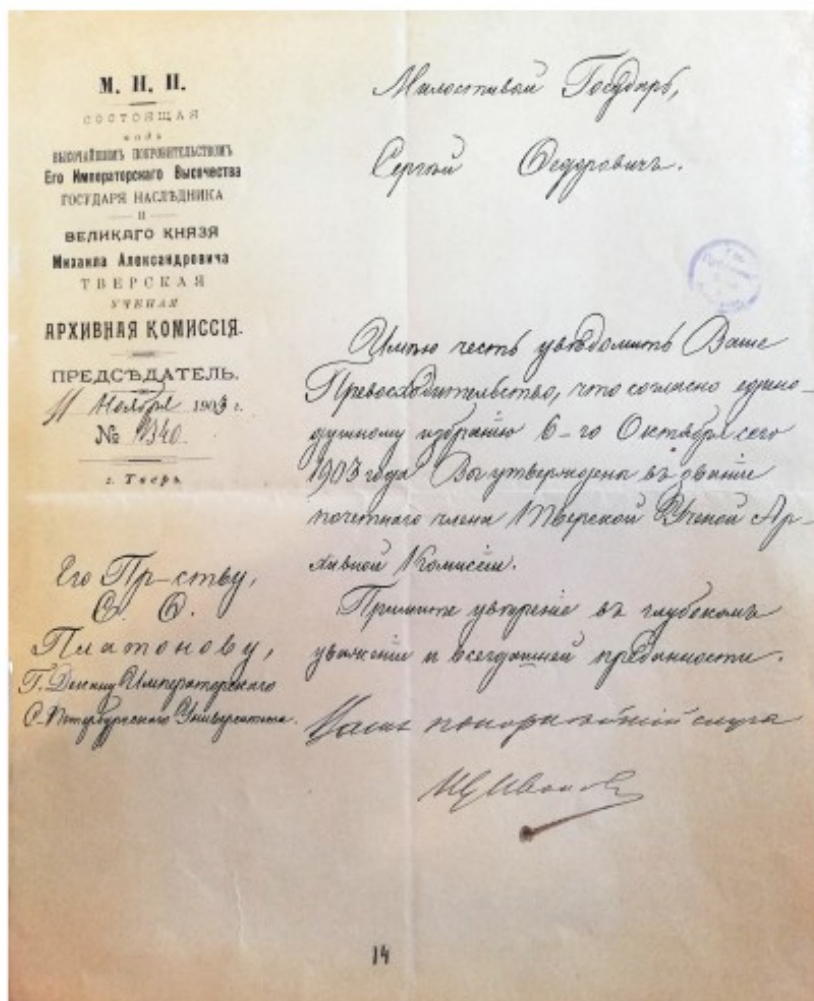 М. Н. П.
СОСТОЯЩАЯ
подъ
ВЫСОЧАЙШИМЪ ПОКРОВИТЕЛЬСТВОМЪ
Его Императорскаго Высочества
ГОСУДАРЯ НАСЛѢДНИКА
И
ВЕЛИКАГО КНЯЗЯ
Михаила Александровича
ТВЕРСКАЯ
УЧЕНАЯ
АРХИВНАЯ КОМИССІЯ.
ПРЕДСѢДАТЕЛЬ.
11 Ноября 1903 г.
№ 1340.
г. Тверь
Его Пр-ству,
С. Ѳ.
Платонову,
Г. Декану Императорскаго
С. Петербургскаго Университета.
Милостивый Государь,
Сергѣй Ѳедоровичъ.
Имѣю честь увѣдомить Ваше
Превосходительство, что согласно едино-
душному избранію 6-го Октября сего
1903 года Вы утверждены въ званіи
почетнаго члена Тверской Ученой Ар-
хивной Комиссіи.
Примите увѣреніе въ глубокомъ
уваженіи и всегдашней преданности.
Вашъ покорнѣйшій слуга
И Иванов
14